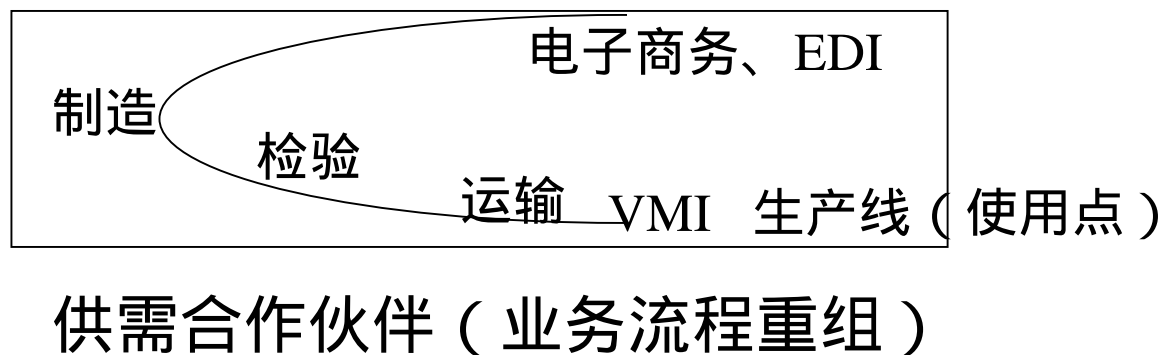 电子商务、EDI
制造
检验
运输
VMI 生产线（使用点）
供需合作伙伴（业务流程重组）